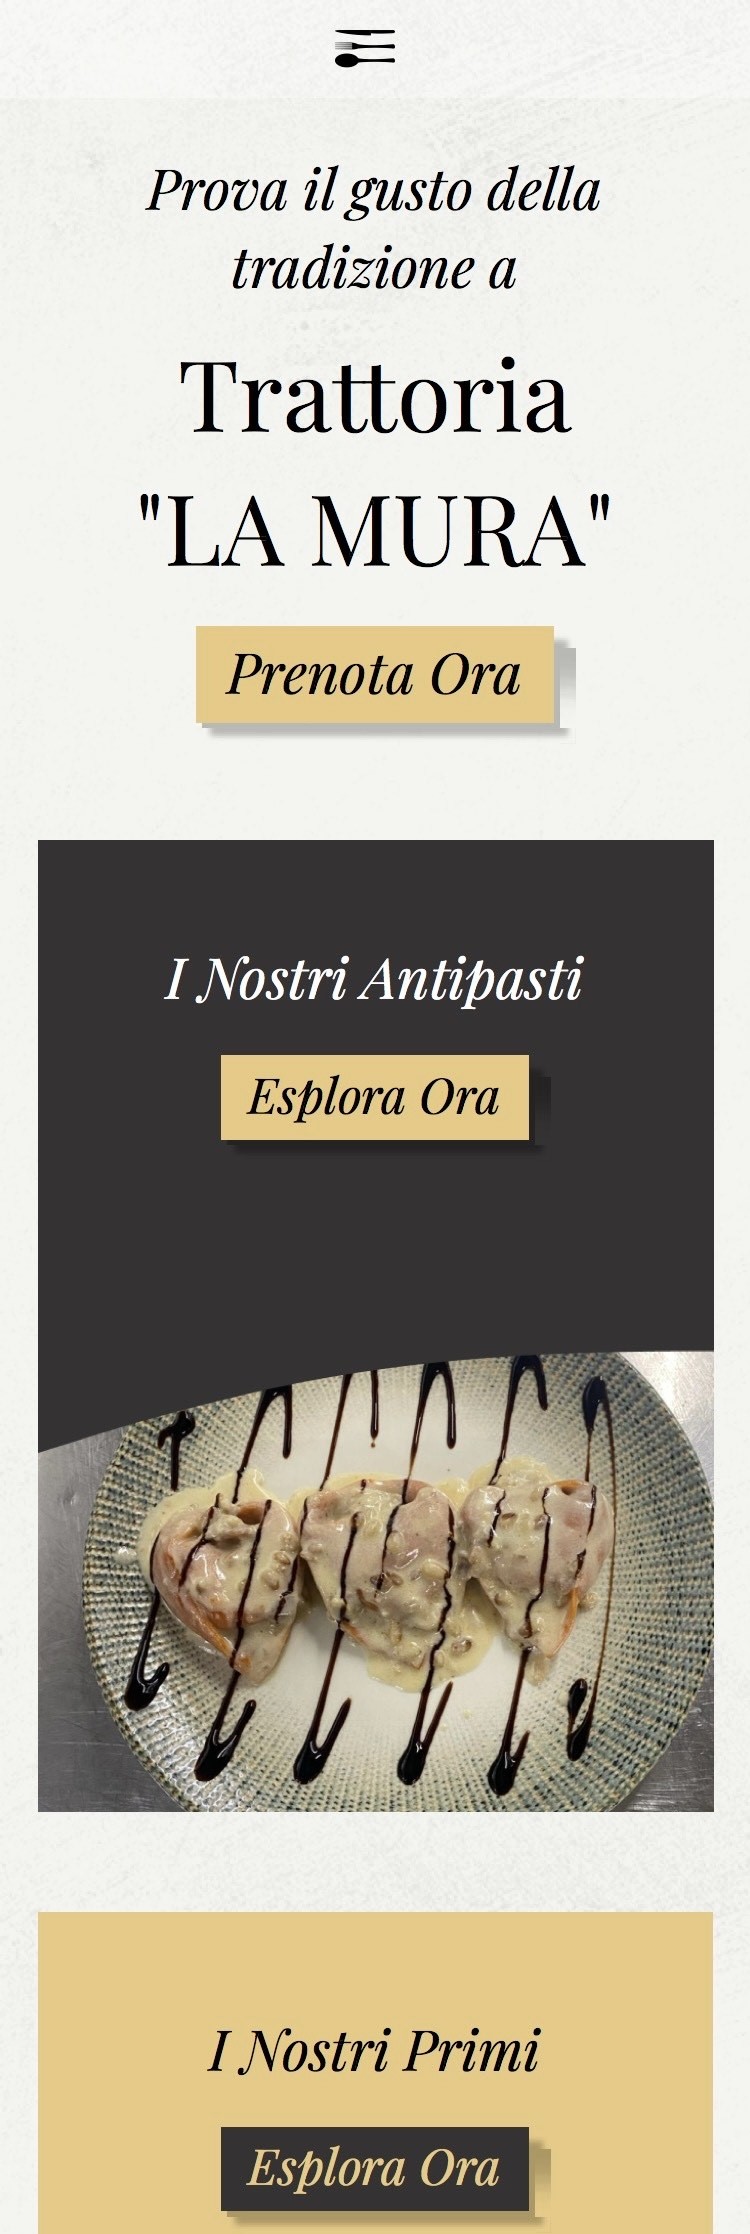 Prova il gusto della
tradizione a
Trattoria
"LA MURA"
Prenota Ora
I Nostri Antipasti
Esplora Ora
I Nostri Primi
Esplora Ora